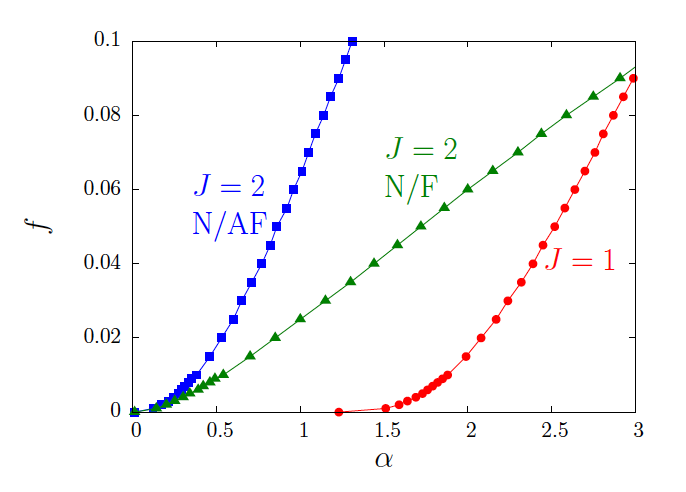 0.1
0.08
0.06
0.04
0.02
0
f
J = 2
N/AF
J = 2
N/F
J = 1
0 0.5 1 1.5 2 2.5 3
α